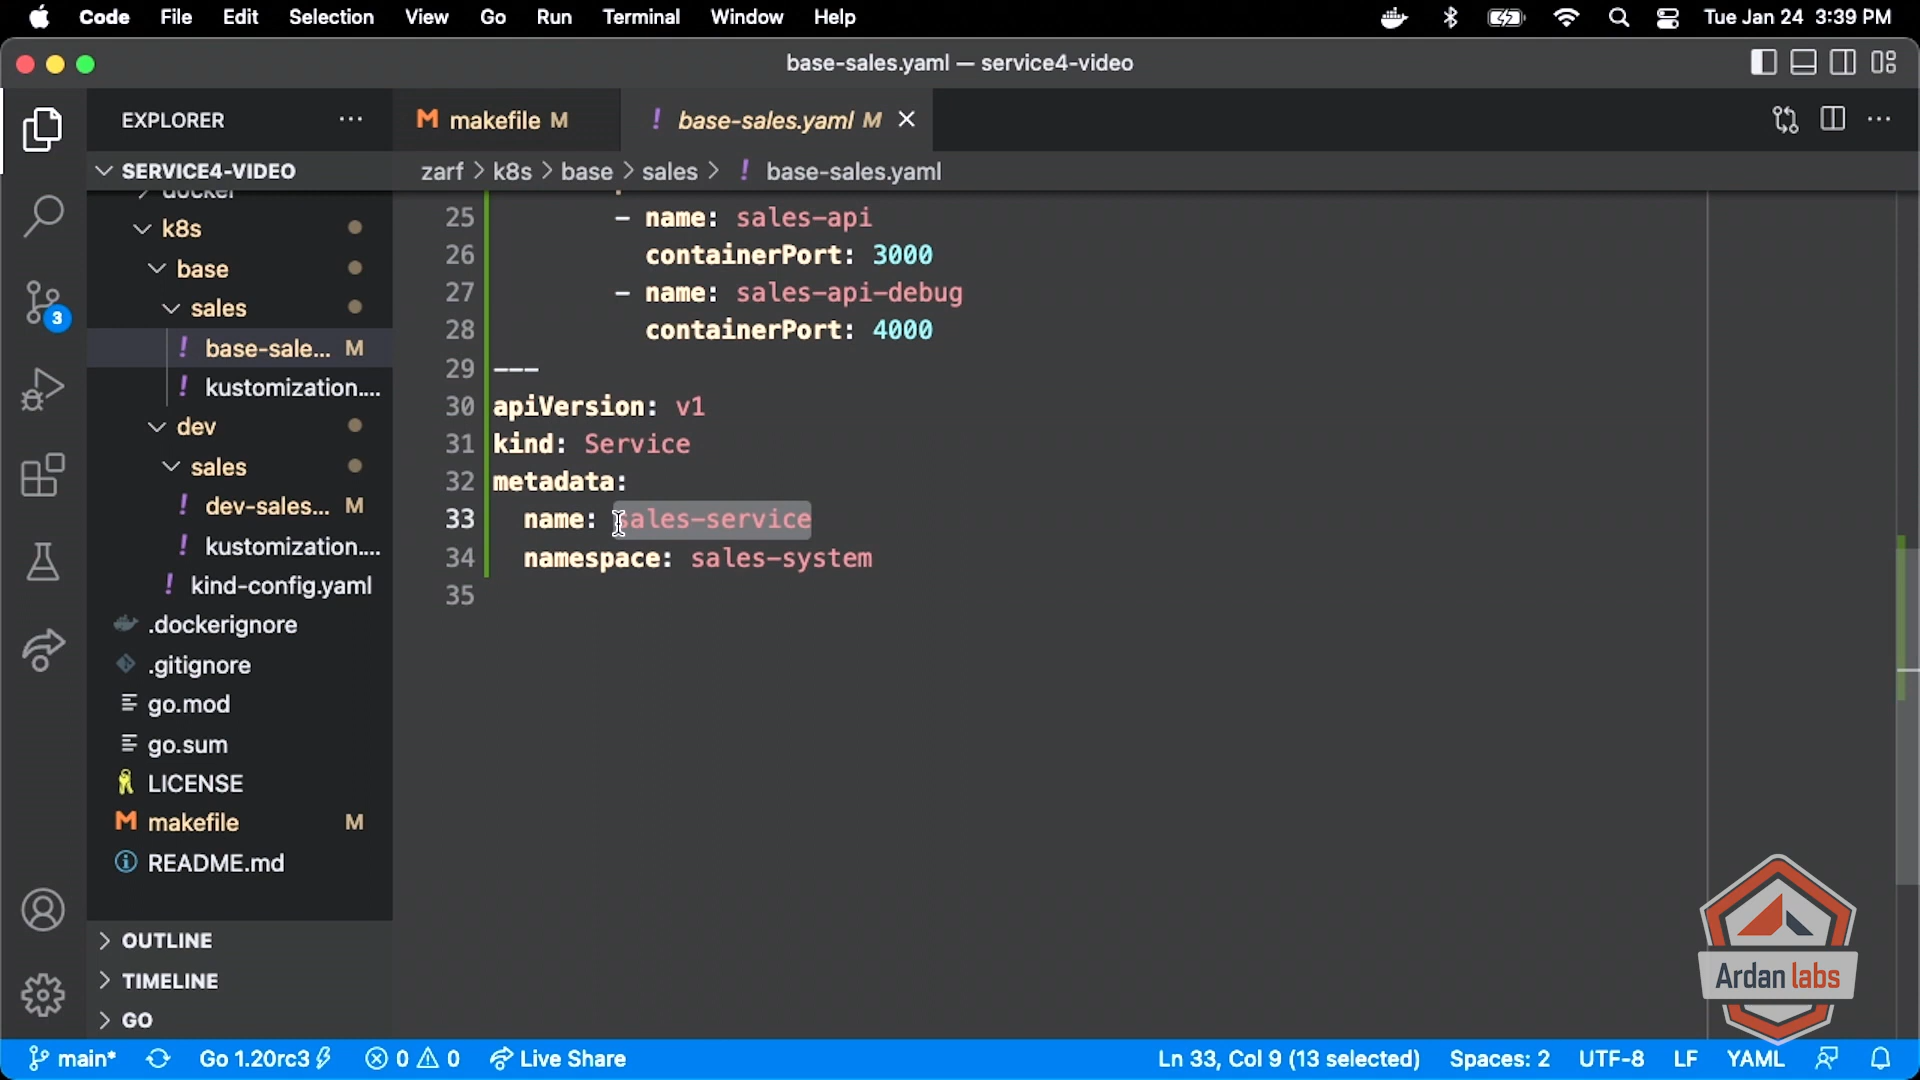 Code File Edit Selection View Go Run Terminal Window Help Tue Jan 24 3:39 PM
base-sales.yaml — service4-video
EXPLORER
makefile M
! base-sales.yaml M
SERVICE4-VIDEO
zarf > k8s > base > sales > ! base-sales.yaml
docker
k8s
base
sales
! base-sale... M
! kustomization....
dev
sales
! dev-sales... M
! kustomization....
! kind-config.yaml
.dockerignore
.gitignore
go.mod
go.sum
LICENSE
makefile M
README.md
OUTLINE
TIMELINE
GO
3
25 - name: sales-api
26 containerPort: 3000
27 - name: sales-api-debug
28 containerPort: 4000
29 ---
30 apiVersion: v1
31 kind: Service
32 metadata:
33 name: sales-service
34 namespace: sales-system
35
Ardan labs
main* Go 1.20rc3 0 0 Live Share Ln 33, Col 9 (13 selected) Spaces: 2 UTF-8 LF YAML